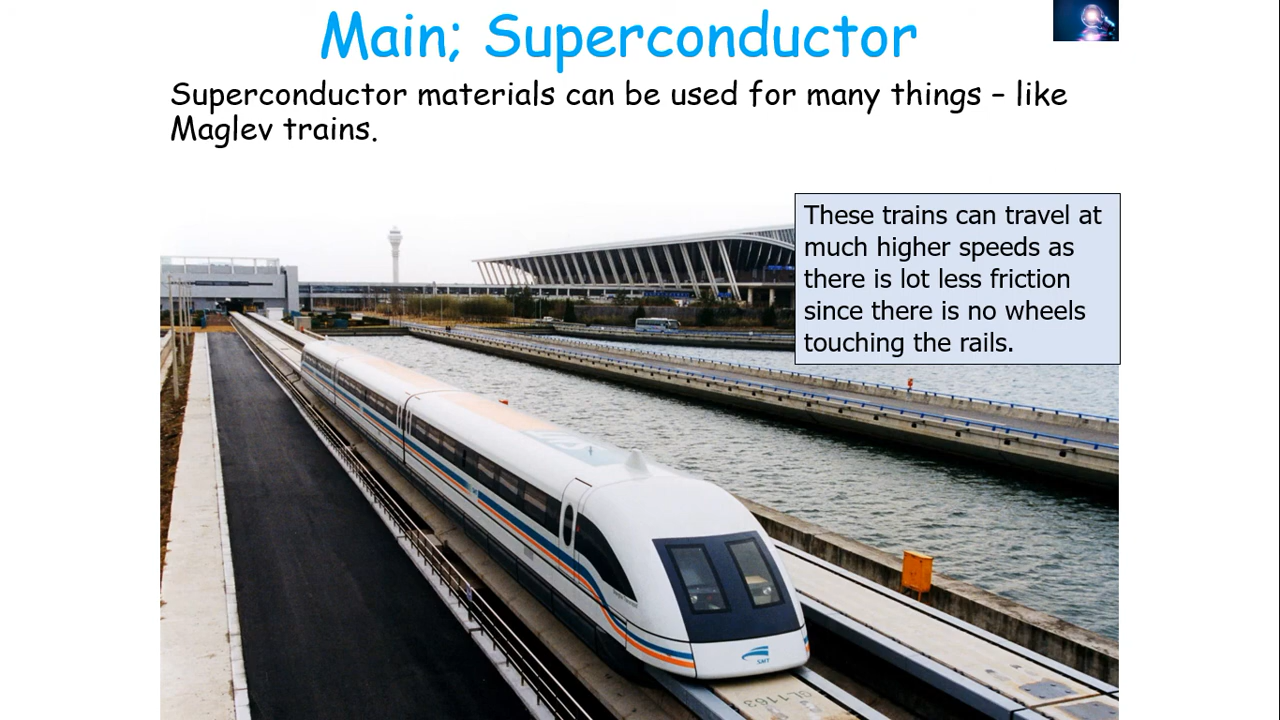 Main; Superconductor
Superconductor materials can be used for many things – like
Maglev trains.
These trains can travel at
much higher speeds as
there is lot less friction
since there is no wheels
touching the rails.
SMT